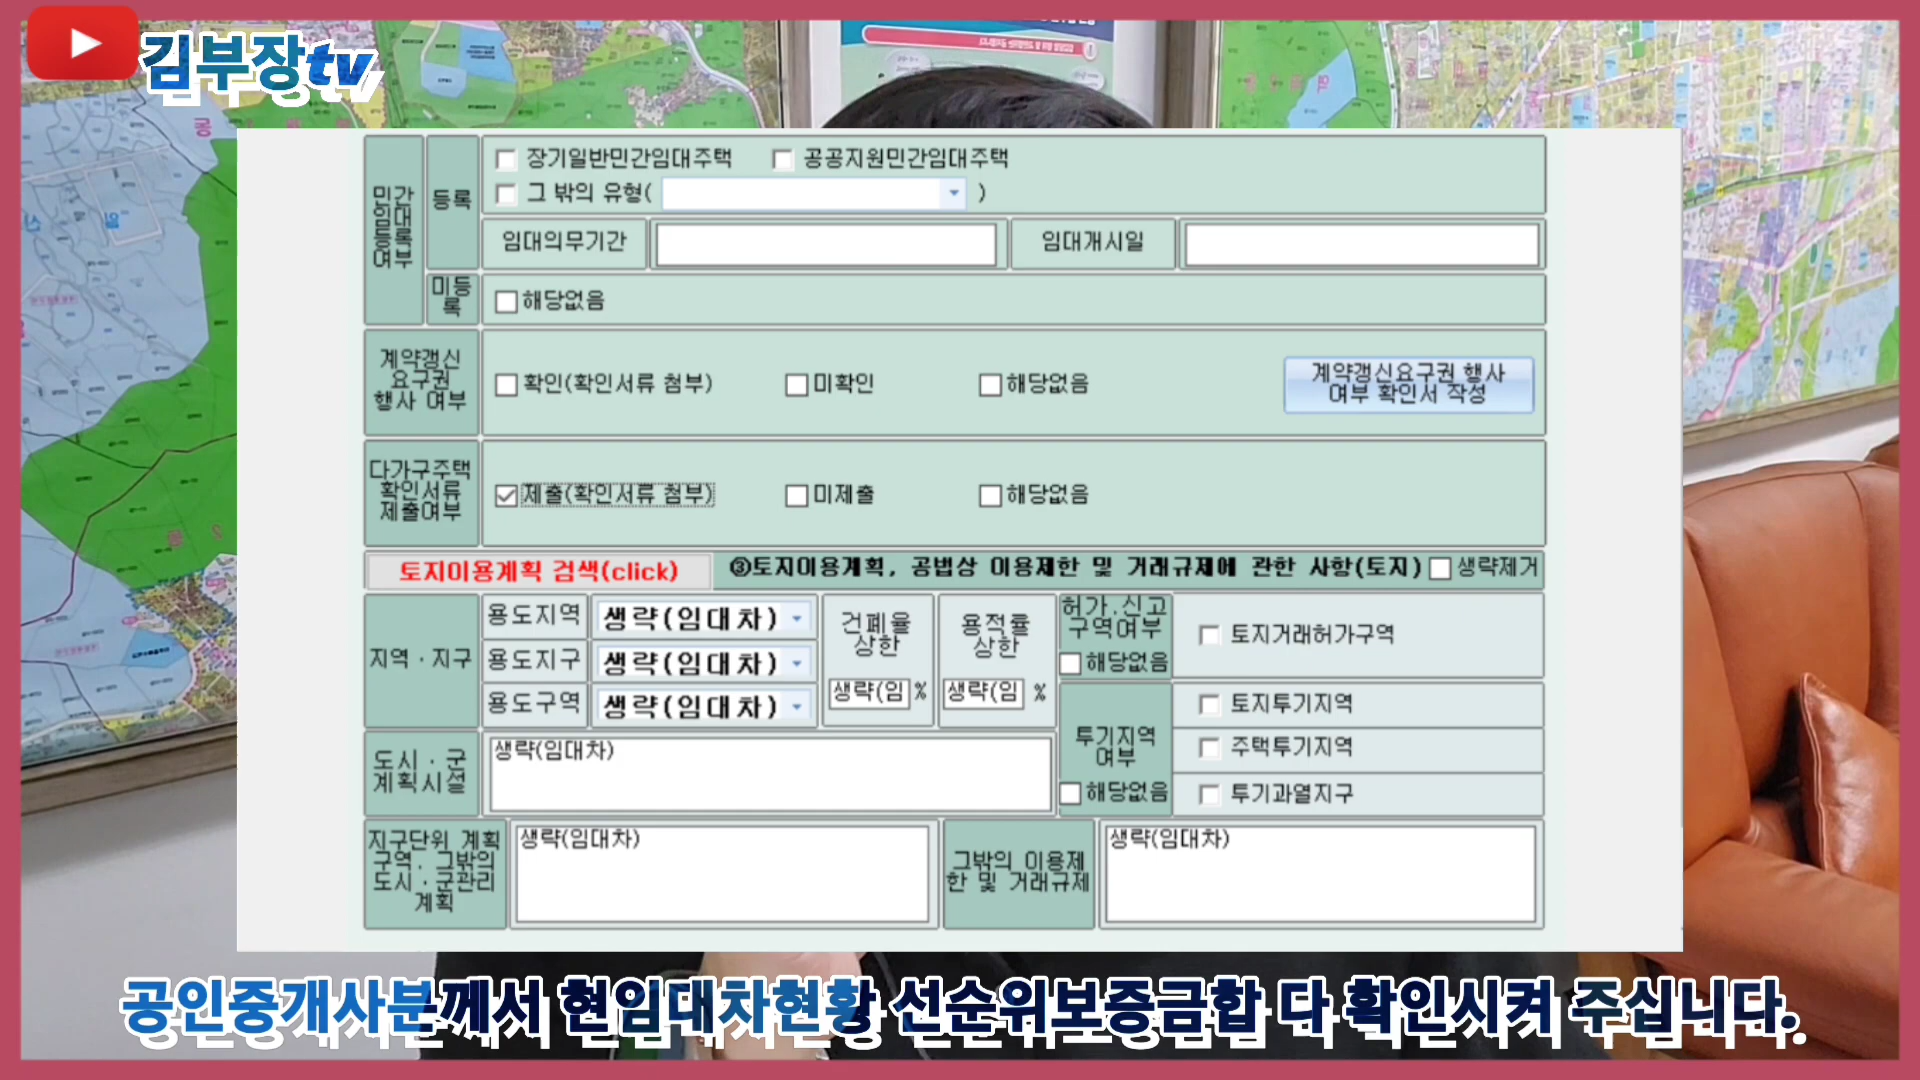 김부장tv
민간
임대
등록
여부
등록
장기일반민간임대주택 공공지원민간임대주택
그 밖의 유형( )
임대의무기간 임대개시일
미등
록
해당없음
계약갱신
요구권
행사 여부
확인(확인서류 첨부) 미확인 해당없음
계약갱신요구권 행사
여부 확인서 작성
다가구주택
확인서류
제출여부
제출(확인서류 첨부) 미제출 해당없음
토지이용계획 검색(click) ③토지이용계획, 공법상 이용제한 및 거래규제에 관한 사항(토지) 생략제거
지역·지구
용도지역 생략(임대차)
용도지구 생략(임대차)
용도구역 생략(임대차)
건폐율
상한
생략(임 %
용적률
상한
생략(임 %
허가.신고
구역여부
해당없음
토지거래허가구역
투기지역
여부
해당없음
토지투기지역
주택투기지역
투기과열지구
도시·군
계획시설
생략(임대차)
지구단위 계획
구역. 그밖의
도시·군관리
계획
생략(임대차)
그밖의 이용제
한 및 거래규제
생략(임대차)
공인중개사분께서 현임대차현황 선순위보증금합 다 확인시켜 주십니다.